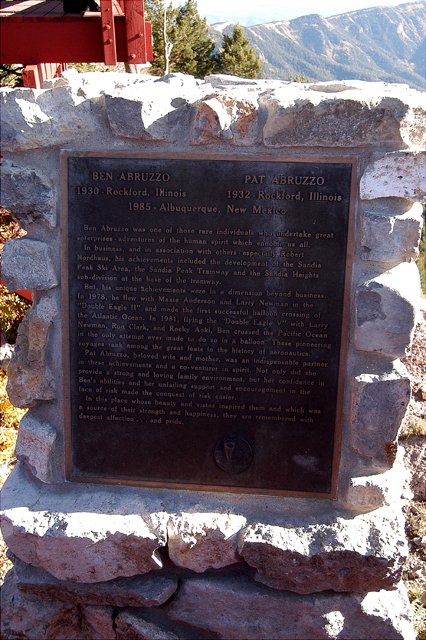 BEN ABRUZZO PAT ABRUZZO
1930-Rockford, Illinois 1932-Rockford, Illinois
1985-Albuquerque, New Mexico
Ben Abruzzo was one of those rare individuals who undertake great
enterprises-adventures of the human spirit which ennoble us all.
In business, and in association with others-especially Robert
Nordhaus, his achievements included the development of the Sandia
Peak Ski Area, the Sandia Peak Tramway and the Sandia Heights
sub-division at the base of the tramway.
But, his unique achievements were in a dimension beyond business.
In 1978, he flew with Maxie Anderson and Larry Newman in the
"Double Eagle II" and made the first successful balloon crossing of
the Atlantic Ocean. In 1981, flying the "Double Eagle V" with Larry
Newman, Ron Clark, and Rocky Aoki, Ben crossed the Pacific Ocean
in the only attempt ever made to do so in a balloon. These pioneering
voyages rank among the great feats in the history of aeronautics.
Pat Abruzzo, beloved wife and mother, was an indispensable partner
in these achievements and a co-venturer in spirit. Not only did she
provide a strong and loving family environment, but her confidence in
Ben's abilities and her unfailing support and encouragement in the
face of risk made the conquest of risk easier.
In this place whose beauty and vistas inspired them and which was
a source of their strength and happiness, they are remembered with
deepest affection. . .and pride.